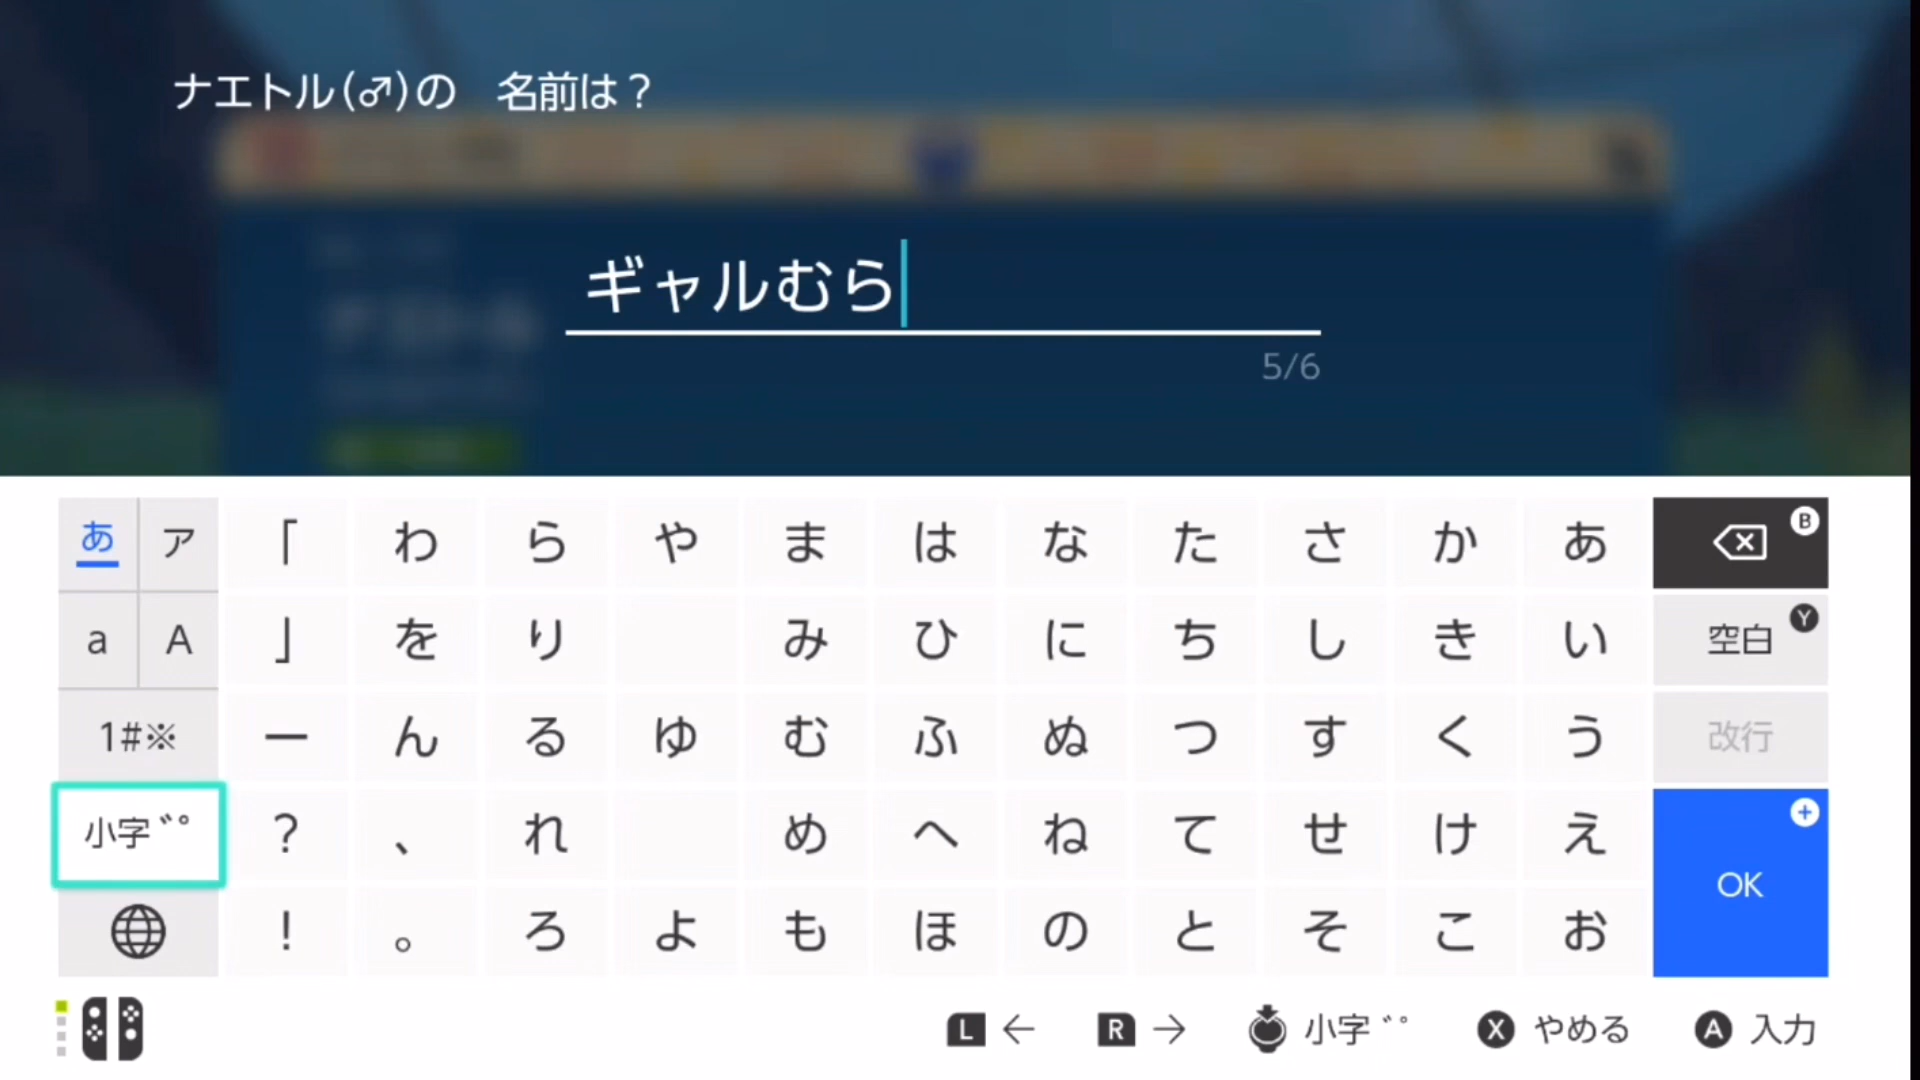 ナエトル(♂)の　名前は？
ギャルむら
5/6
あ ア 「 わ ら や ま は な た さ か あ B
a A 」 を り み ひ に ち し き い 空白 Y
1#※ ー ん る ゆ む ふ ぬ つ す く う 改行
小字 ゛゜ ? 、 れ め へ ね て せ け え
! 。 ろ よ も ほ の と そ こ お OK
L ← R → 小字 ゛゜ X やめる A 入力